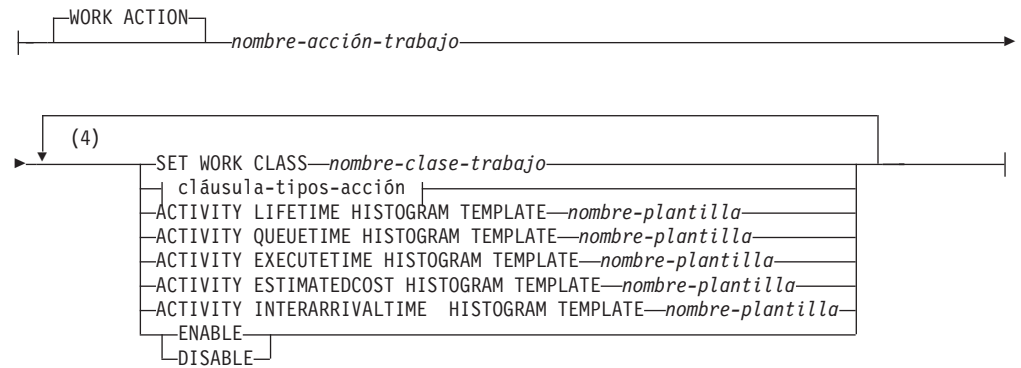 WORK ACTION
nombre-acción-trabajo
(4)
SET WORK CLASS nombre-clase-trabajo
cláusula-tipos-acción
ACTIVITY LIFETIME HISTOGRAM TEMPLATE nombre-plantilla
ACTIVITY QUEUETIME HISTOGRAM TEMPLATE nombre-plantilla
ACTIVITY EXECUTETIME HISTOGRAM TEMPLATE nombre-plantilla
ACTIVITY ESTIMATEDCOST HISTOGRAM TEMPLATE nombre-plantilla
ACTIVITY INTERARRIVALTIME HISTOGRAM TEMPLATE nombre-plantilla
ENABLE
DISABLE